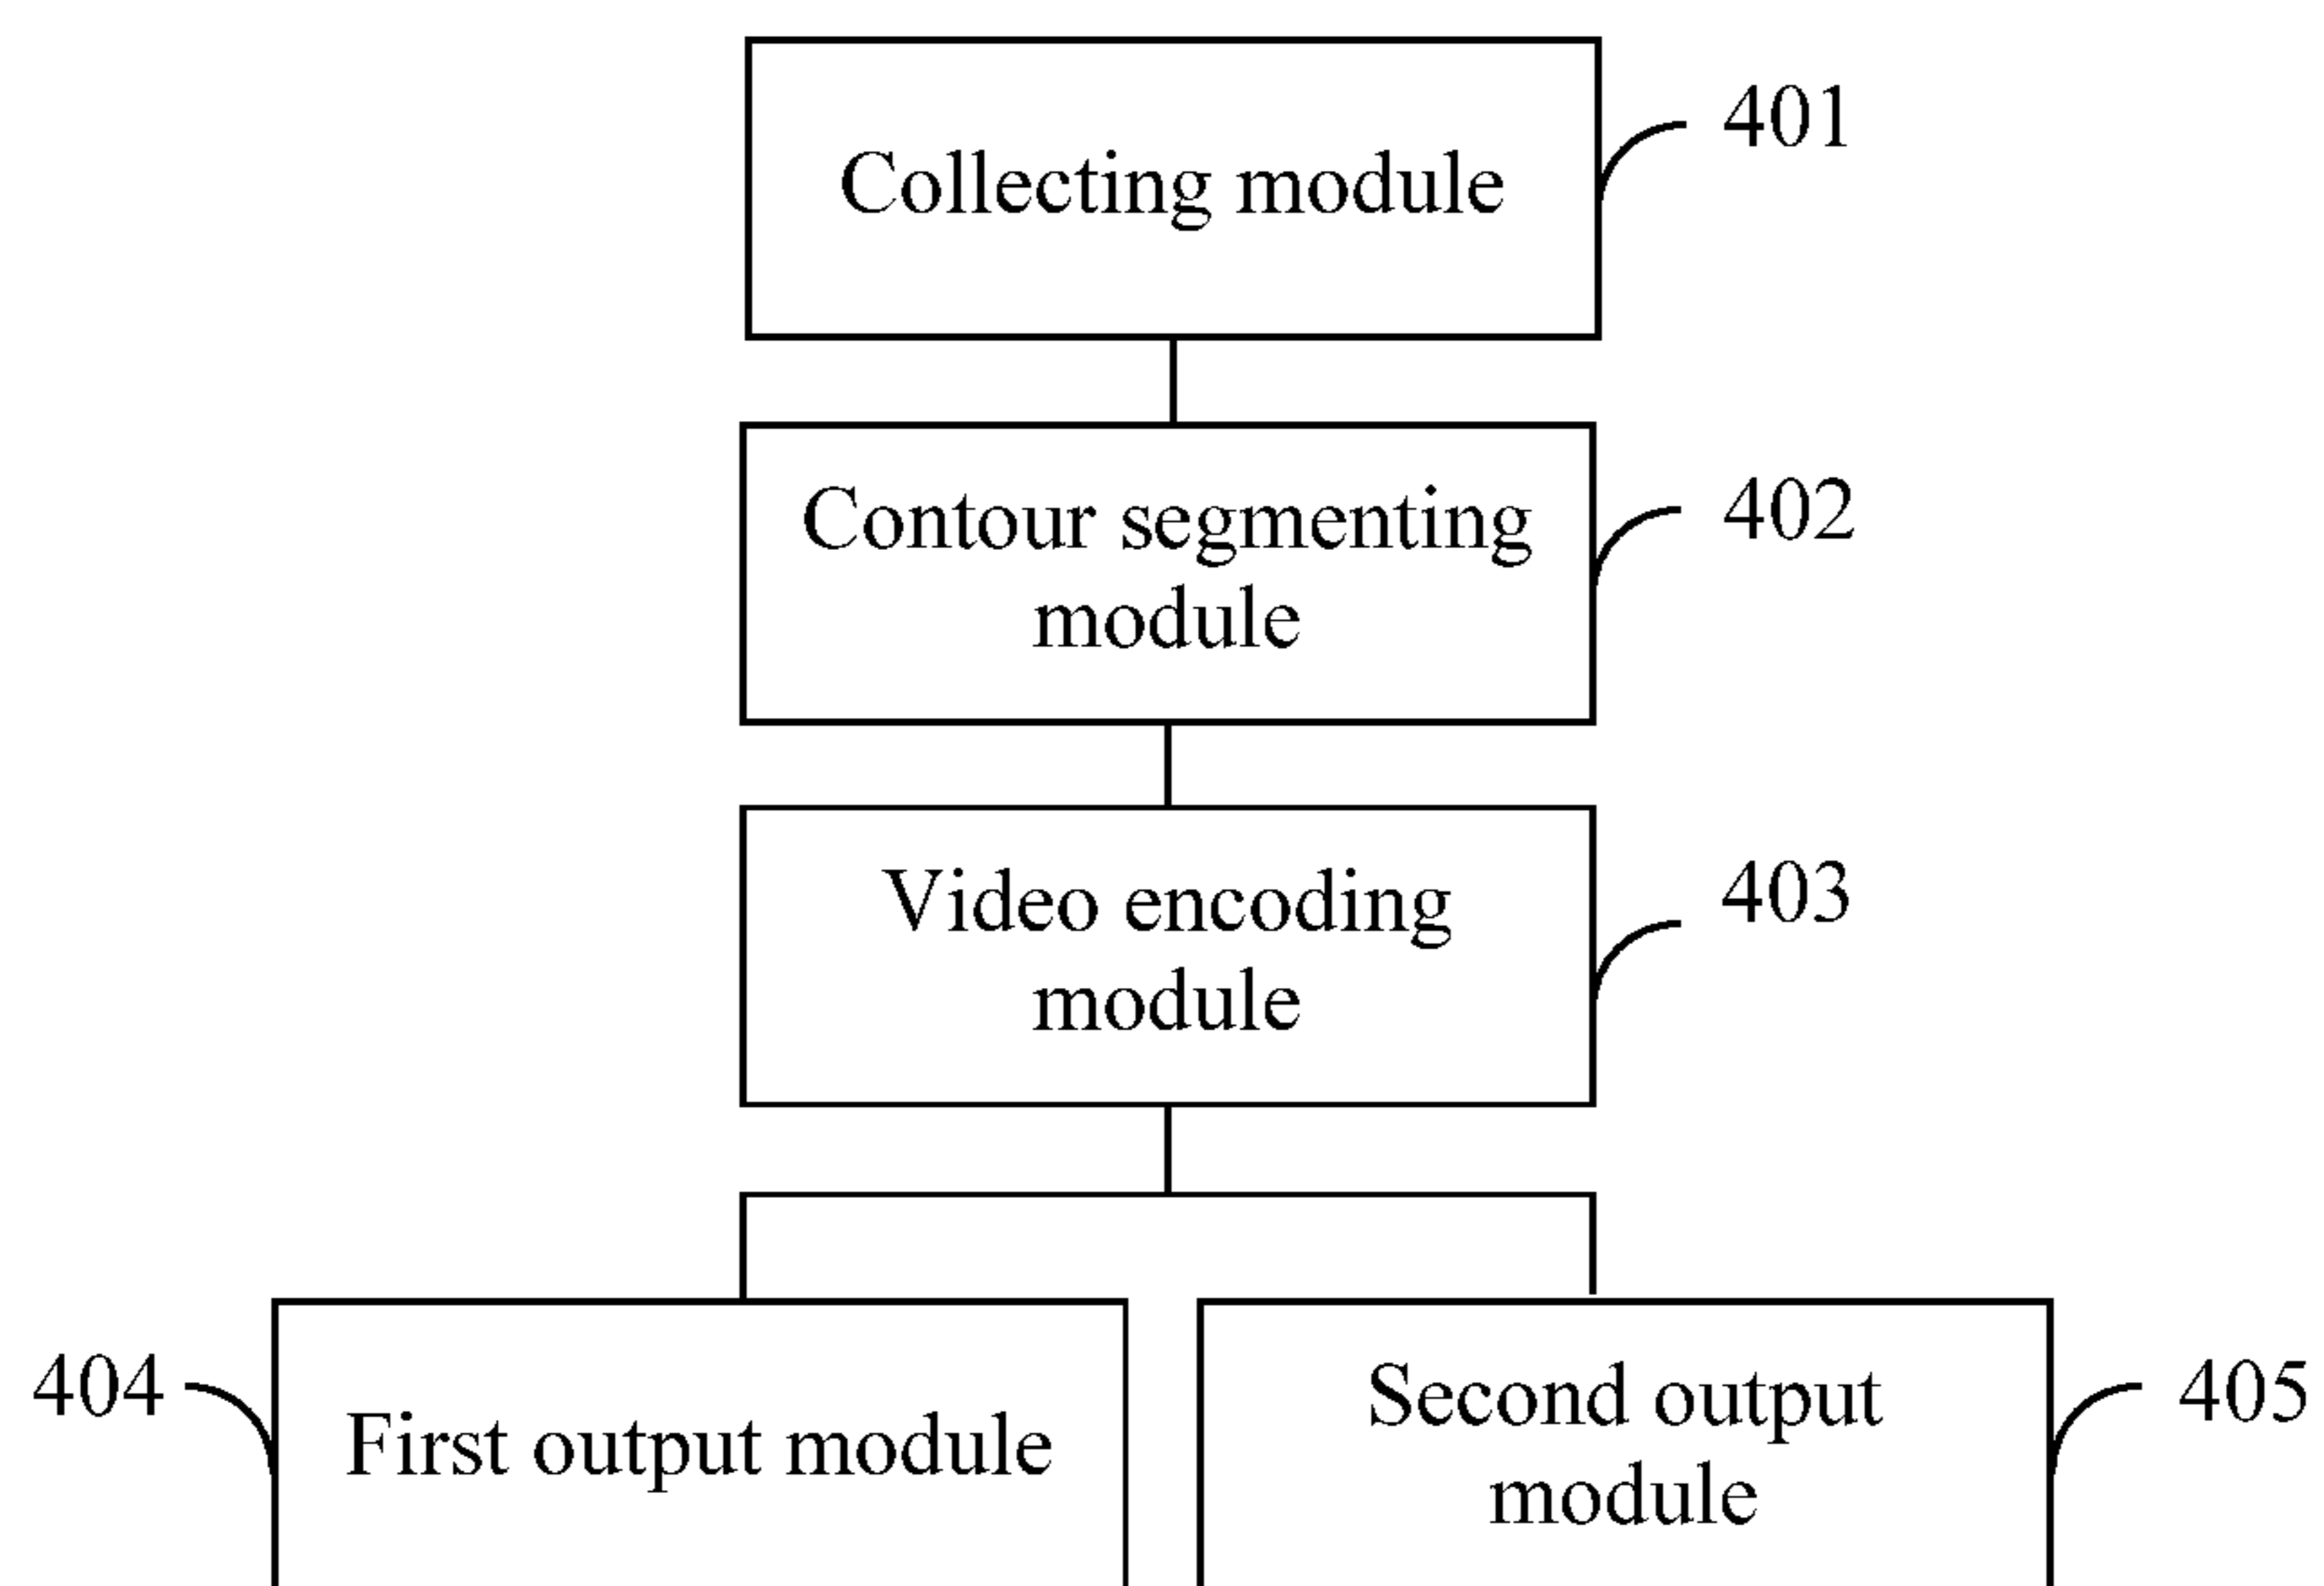 Collecting module
401
Contour segmenting
module
402
Video encoding
module
403
404
First output module
Second output
module
405